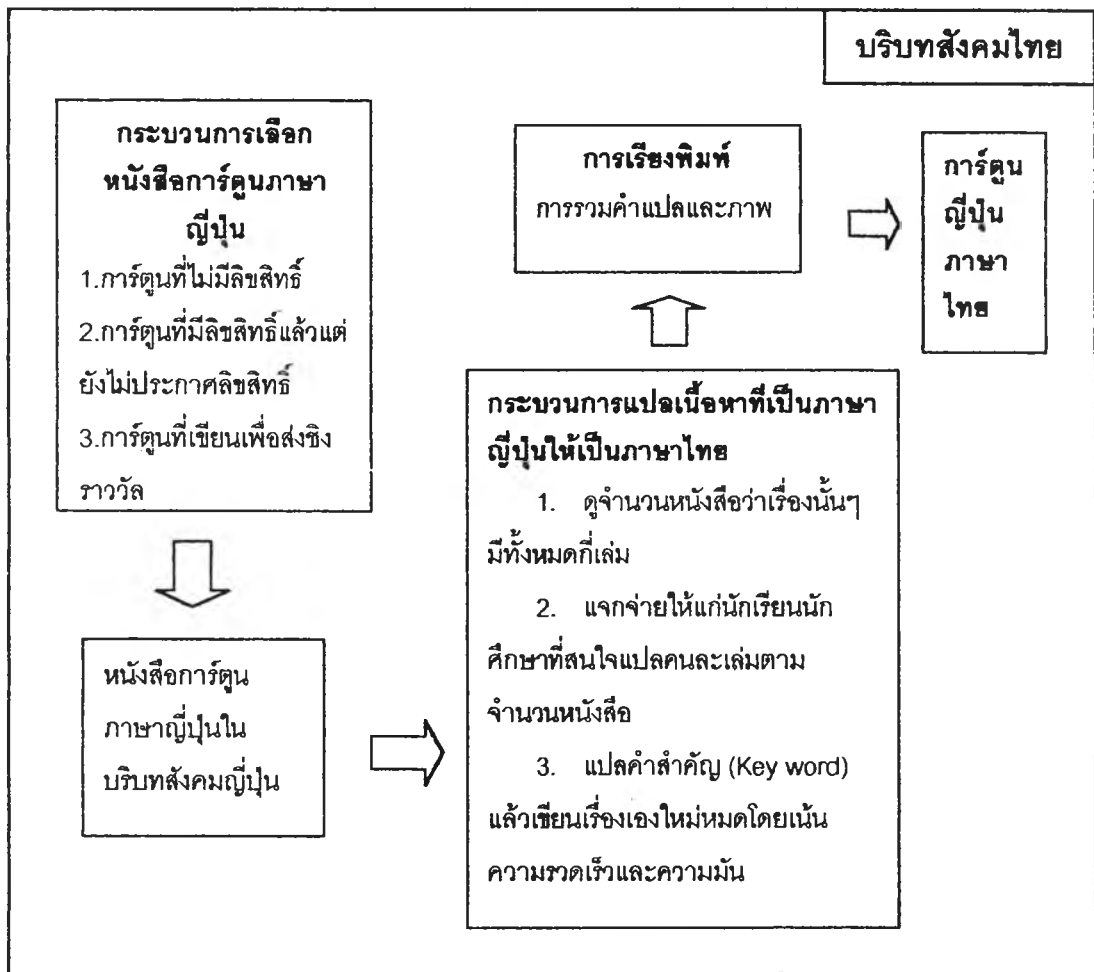 บริบทสังคมไทย
กระบวนการเลือก
หนังสือการ์ตูนภาษา
ญี่ปุ่น
1.การ์ตูนที่ไม่มีลิขสิทธิ์
2.การ์ตูนที่มีลิขสิทธิ์แล้วแต่
ยังไม่ประกาศลิขสิทธิ์
3.การ์ตูนที่เขียนเพื่อส่งชิง
ราววัล
หนังสือการ์ตูน
ภาษาญี่ปุ่นใน
บริบทสังคมญี่ปุ่น
กระบวนการแปลเนื้อหาที่เป็นภาษา
ญี่ปุ่นให้เป็นภาษาไทย
1. ดูจำนวนหนังสือว่าเรื่องนั้นๆ
มีทั้งหมดกี่เล่ม
2. แจกจ่ายให้แก่นักเรียนนัก
ศึกษาที่สนใจแปลคนละเล่มตาม
จำนวนหนังสือ
3. แปลคำสำคัญ (Key word)
แล้วเขียนเรื่องเองใหม่หมดโดยเน้น
ความรวดเร็วและความมัน
การเรียงพิมพ์
การรวมคำแปลและภาพ
การ์ตูน
ญี่ปุ่น
ภาษา
ไทย